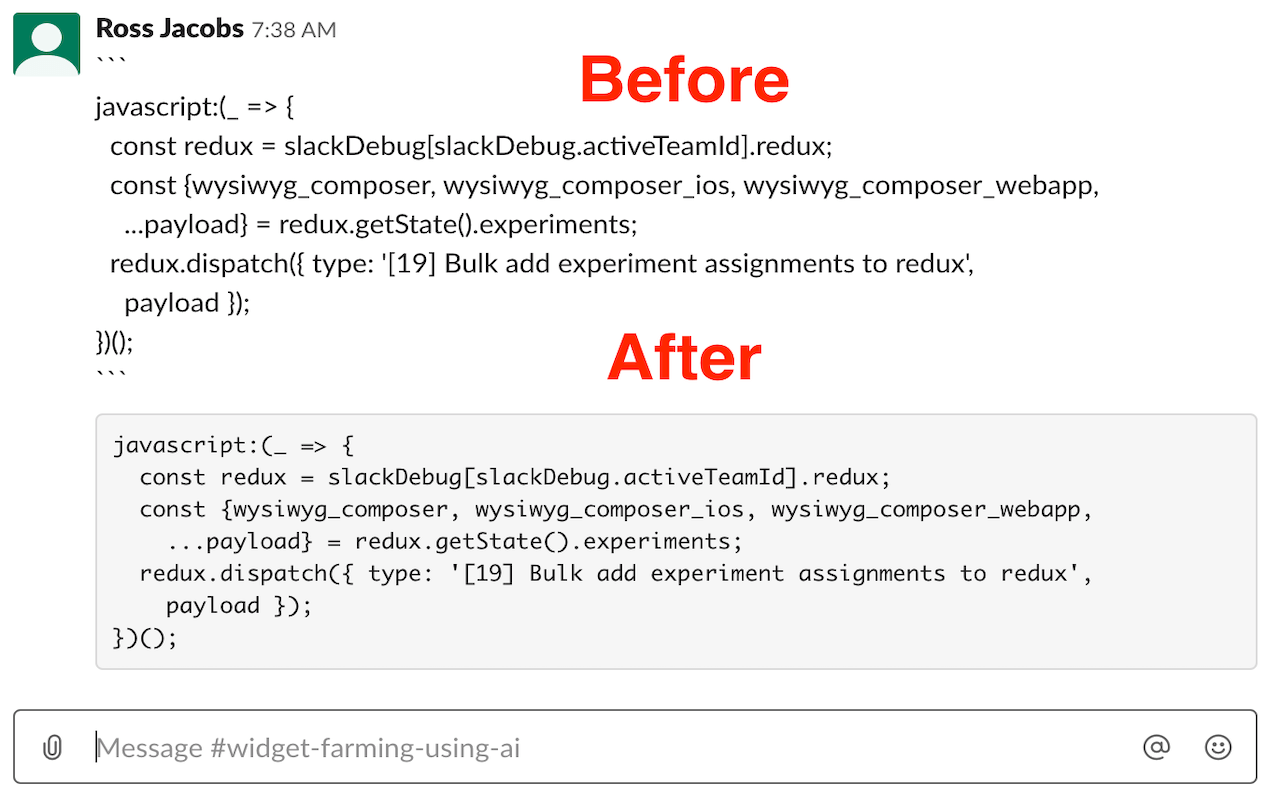 Ross Jacobs 7:38 AM
```
Before
javascript:(_ => {
  const redux = slackDebug[slackDebug.activeTeamId].redux;
  const {wysiwyg_composer, wysiwyg_composer_ios, wysiwyg_composer_webapp,
    ...payload} = redux.getState().experiments;
  redux.dispatch({ type: '[19] Bulk add experiment assignments to redux',
    payload });
})();
After
```
javascript:(_ => {
  const redux = slackDebug[slackDebug.activeTeamId].redux;
  const {wysiwyg_composer, wysiwyg_composer_ios, wysiwyg_composer_webapp,
    ...payload} = redux.getState().experiments;
  redux.dispatch({ type: '[19] Bulk add experiment assignments to redux',
    payload });
})();
Message #widget-farming-using-ai